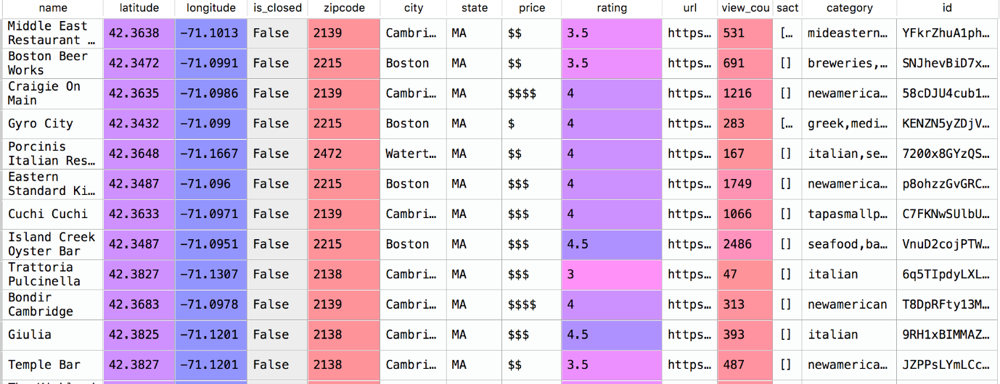 name latitude longitude is_closed zipcode city state price rating url view_cou sact category id
Middle East Restaurant … 42.3638 -71.1013 False 2139 Cambri… MA $$ 3.5 https… 531 [… mideastern… YFkrZhuA1ph…
Boston Beer Works 42.3472 -71.0991 False 2215 Boston MA $$ 3.5 https… 691 [] breweries,… SNJhevBiD7x…
Craigie On Main 42.3635 -71.0986 False 2139 Cambri… MA $$$$ 4 https… 1216 [] newamerica… 58cDJU4cub1…
Gyro City 42.3432 -71.099 False 2215 Boston MA $ 4 https… 283 [… greek,medi… KENZN5yZDjV…
Porcinis Italian Res… 42.3648 -71.1667 False 2472 Watert… MA $$ 4 https… 167 [] italian,se… 7200x8GYzQS…
Eastern Standard Ki… 42.3487 -71.096 False 2215 Boston MA $$$ 4 https… 1749 [] newamerica… p8ohzzGvGRC…
Cuchi Cuchi 42.3633 -71.0971 False 2139 Cambri… MA $$$ 4 https… 1066 [] tapasmallp… C7FKNwSUlbU…
Island Creek Oyster Bar 42.3487 -71.0951 False 2215 Boston MA $$$ 4.5 https… 2486 [] seafood,ba… VnuD2cojPTW…
Trattoria Pulcinella 42.3827 -71.1307 False 2138 Cambri… MA $$$ 3 https… 47 [] italian 6q5TIpdyLXL…
Bondir Cambridge 42.3683 -71.0978 False 2139 Cambri… MA $$$$ 4 https… 313 [] newamerican T8DpRFty13M…
Giulia 42.3825 -71.1201 False 2138 Cambri… MA $$$ 4.5 https… 393 [] italian 9RH1xBIMMAZ…
Temple Bar 42.3827 -71.1201 False 2138 Cambri… MA $$ 3.5 https… 487 [] newamerica… JZPPsLYmLCc…